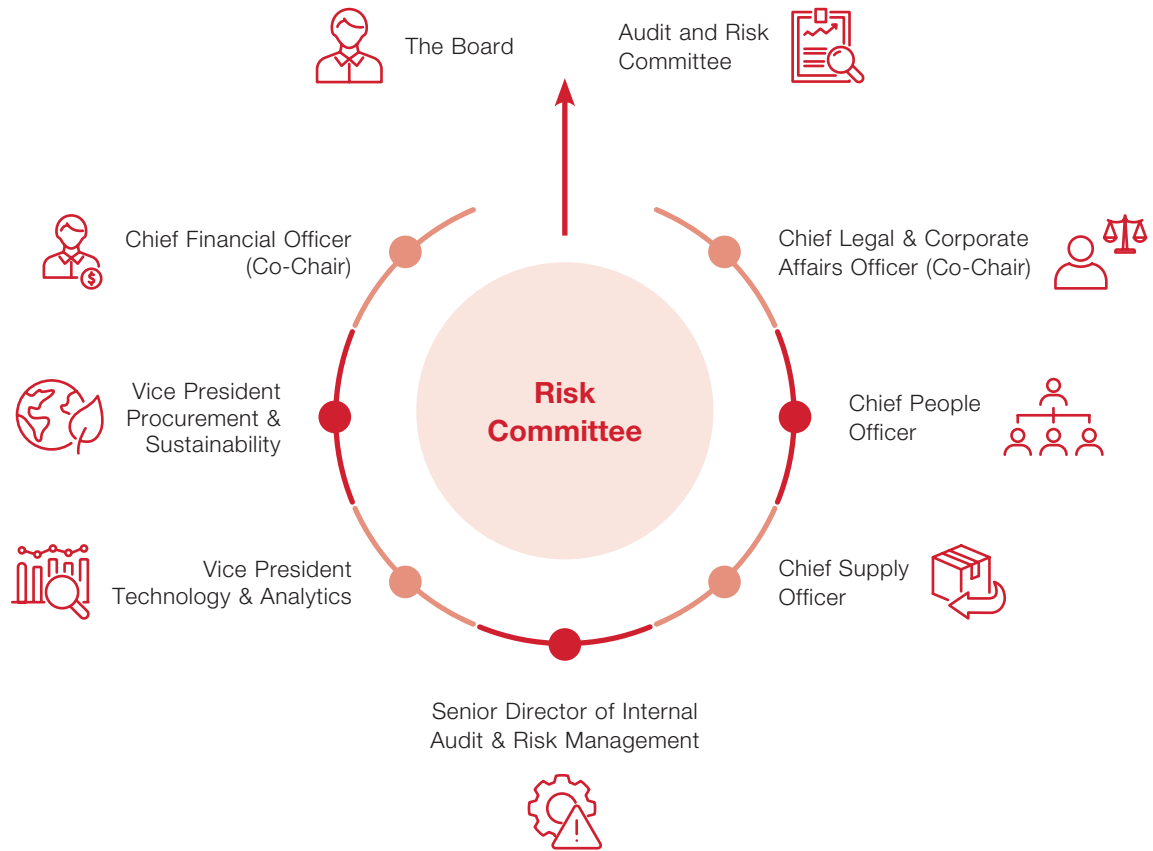 The Board
Audit and Risk
Committee
Chief Financial Officer
(Co-Chair)
Chief Legal & Corporate
Affairs Officer (Co-Chair)
Risk
Committee
Vice President
Procurement &
Sustainability
Chief People
Officer
Vice President
Technology & Analytics
Chief Supply
Officer
Senior Director of Internal
Audit & Risk Management
$
!